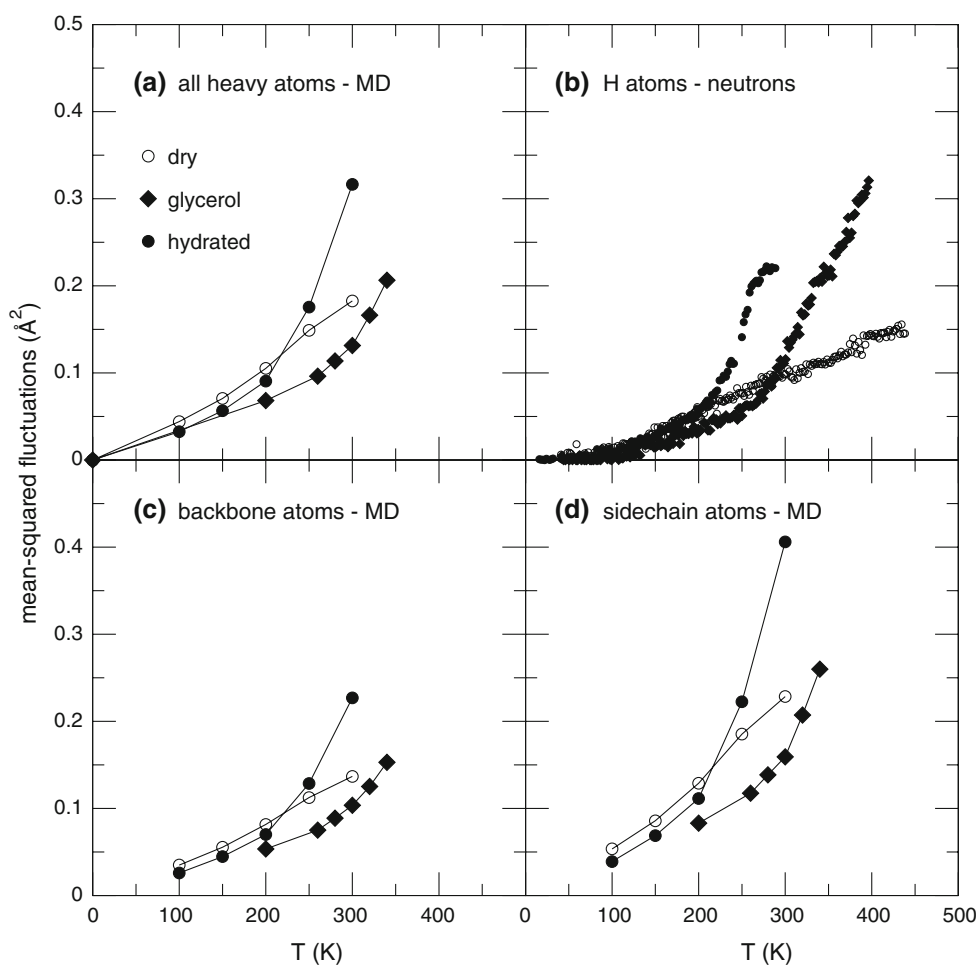 0.5
(a) all heavy atoms - MD
(b) H atoms - neutrons
0.4
dry
glycerol
0.3
hydrated
0.2
0.1
0
mean-squared fluctuations (Å²)
(c) backbone atoms - MD
(d) sidechain atoms - MD
0.4
0.3
0.2
0.1
0
0 100 200 300 400 0 100 200 300 400 500
T (K) T (K)